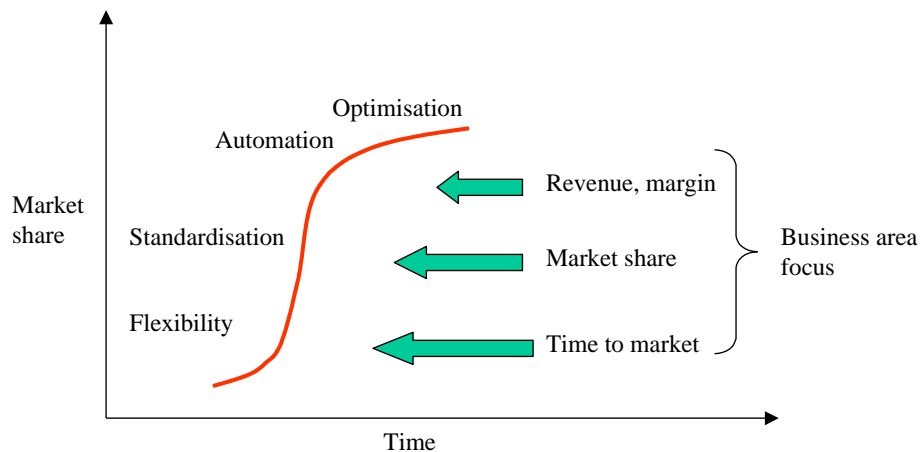 Optimisation
Automation
Revenue, margin
Market
share
Standardisation
Market share
Business area
focus
Flexibility
Time to market
Time